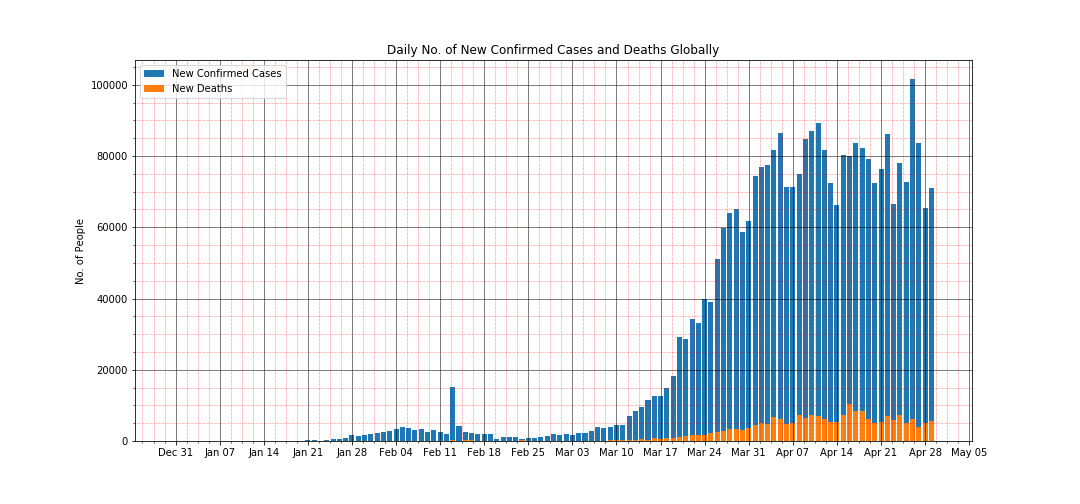 Daily No. of New Confirmed Cases and Deaths Globally
New Confirmed Cases
New Deaths
No. of People
100000
80000
60000
40000
20000
0
Dec 31 Jan 07 Jan 14 Jan 21 Jan 28 Feb 04 Feb 11 Feb 18 Feb 25 Mar 03 Mar 10 Mar 17 Mar 24 Mar 31 Apr 07 Apr 14 Apr 21 Apr 28 May 05